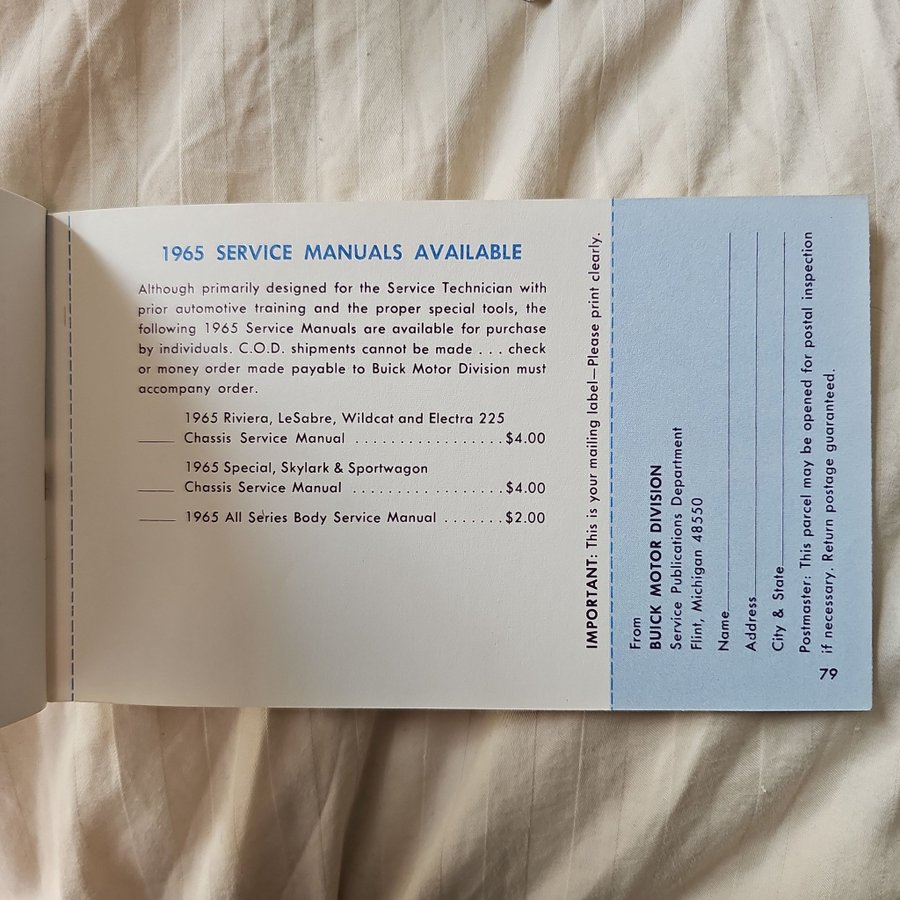 1965 SERVICE MANUALS AVAILABLE
Although primarily designed for the Service Technician with
prior automotive training and the proper special tools, the
following 1965 Service Manuals are available for purchase
by individuals. C.O.D. shipments cannot be made . . . check
or money order made payable to Buick Motor Division must
accompany order.
1965 Riviera, LeSabre, Wildcat and Electra 225
____ Chassis Service Manual . . . . . . . . . . . . . . . . $4.00
1965 Special, Skylark & Sportwagon
____ Chassis Service Manual . . . . . . . . . . . . . . . . $4.00
____ 1965 All Series Body Service Manual . . . . . . . $2.00
IMPORTANT: This is your mailing label—Please print clearly.
From
BUICK MOTOR DIVISION
Service Publications Department
Flint, Michigan 48550
Name
Address
City & State
Postmaster: This parcel may be opened for postal inspection
if necessary. Return postage guaranteed.
79